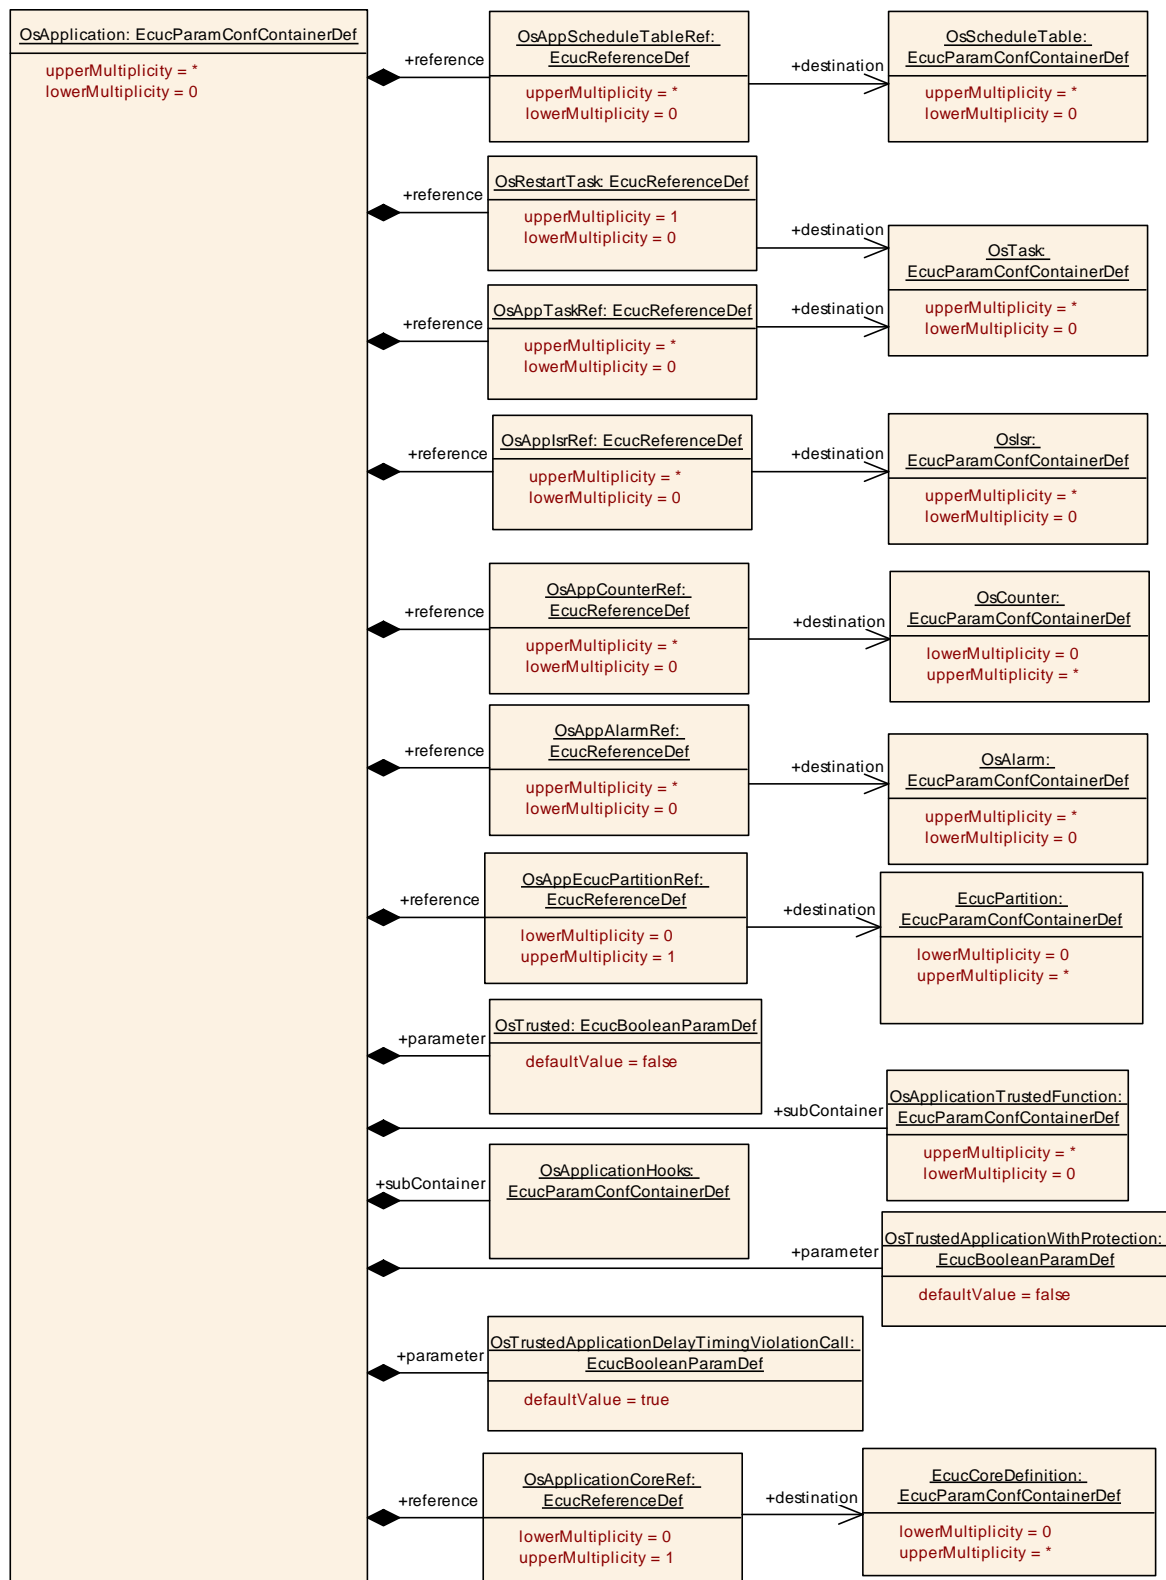 OsApplication: EcucParamConfContainerDef
upperMultiplicity = *
lowerMultiplicity = 0
+reference
OsAppScheduleTableRef:
EcucReferenceDef
upperMultiplicity = *
lowerMultiplicity = 0
+destination
OsScheduleTable:
EcucParamConfContainerDef
upperMultiplicity = *
lowerMultiplicity = 0
+reference
OsRestartTask: EcucReferenceDef
upperMultiplicity = 1
lowerMultiplicity = 0
+destination
OsTask:
EcucParamConfContainerDef
upperMultiplicity = *
lowerMultiplicity = 0
+reference
OsAppTaskRef: EcucReferenceDef
upperMultiplicity = *
lowerMultiplicity = 0
+destination
+reference
OsAppIsrRef: EcucReferenceDef
upperMultiplicity = *
lowerMultiplicity = 0
+destination
OsIsr:
EcucParamConfContainerDef
upperMultiplicity = *
lowerMultiplicity = 0
+reference
OsAppCounterRef:
EcucReferenceDef
upperMultiplicity = *
lowerMultiplicity = 0
+destination
OsCounter:
EcucParamConfContainerDef
lowerMultiplicity = 0
upperMultiplicity = *
+reference
OsAppAlarmRef:
EcucReferenceDef
upperMultiplicity = *
lowerMultiplicity = 0
+destination
OsAlarm:
EcucParamConfContainerDef
upperMultiplicity = *
lowerMultiplicity = 0
+reference
OsAppEcucPartitionRef:
EcucReferenceDef
lowerMultiplicity = 0
upperMultiplicity = 1
+destination
EcucPartition:
EcucParamConfContainerDef
lowerMultiplicity = 0
upperMultiplicity = *
+parameter
OsTrusted: EcucBooleanParamDef
defaultValue = false
+subContainer
OsApplicationTrustedFunction:
EcucParamConfContainerDef
upperMultiplicity = *
lowerMultiplicity = 0
+subContainer
OsApplicationHooks:
EcucParamConfContainerDef
+parameter
OsTrustedApplicationWithProtection:
EcucBooleanParamDef
defaultValue = false
+parameter
OsTrustedApplicationDelayTimingViolationCall:
EcucBooleanParamDef
defaultValue = true
+reference
OsApplicationCoreRef:
EcucReferenceDef
lowerMultiplicity = 0
upperMultiplicity = 1
+destination
EcucCoreDefinition:
EcucParamConfContainerDef
lowerMultiplicity = 0
upperMultiplicity = *